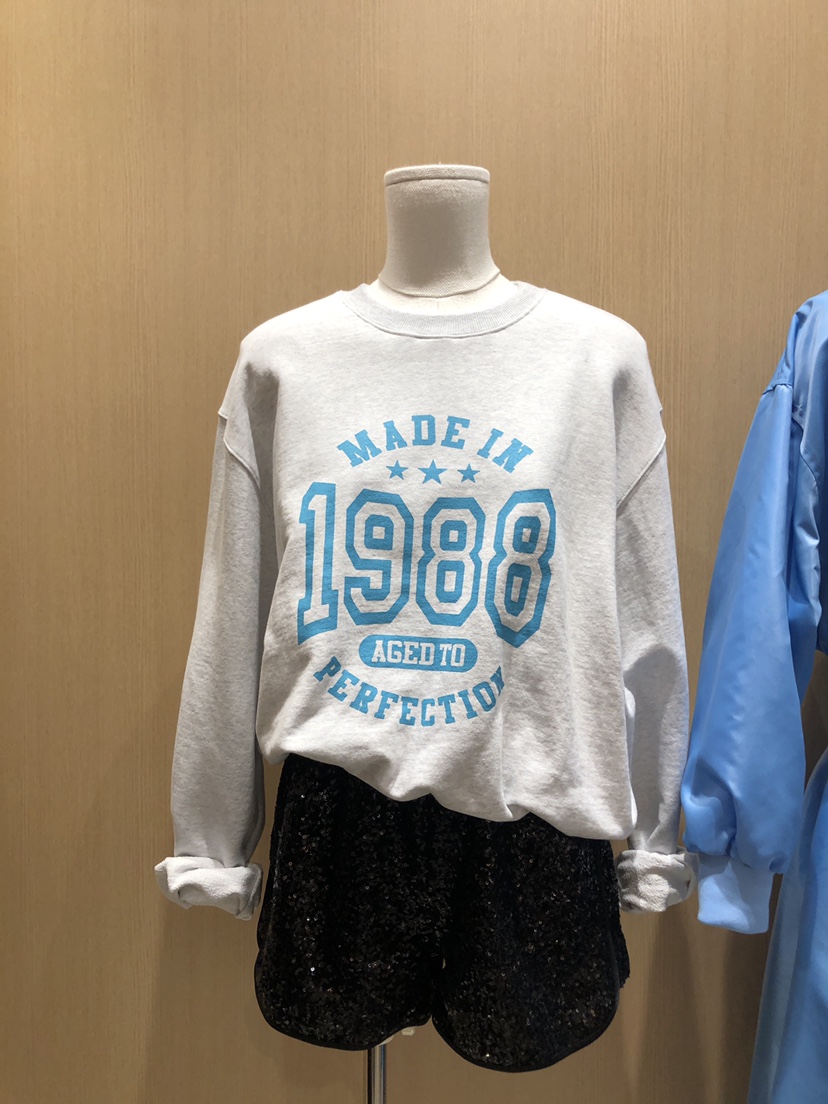 MADE IN
1988
AGED TO
PERFECTION